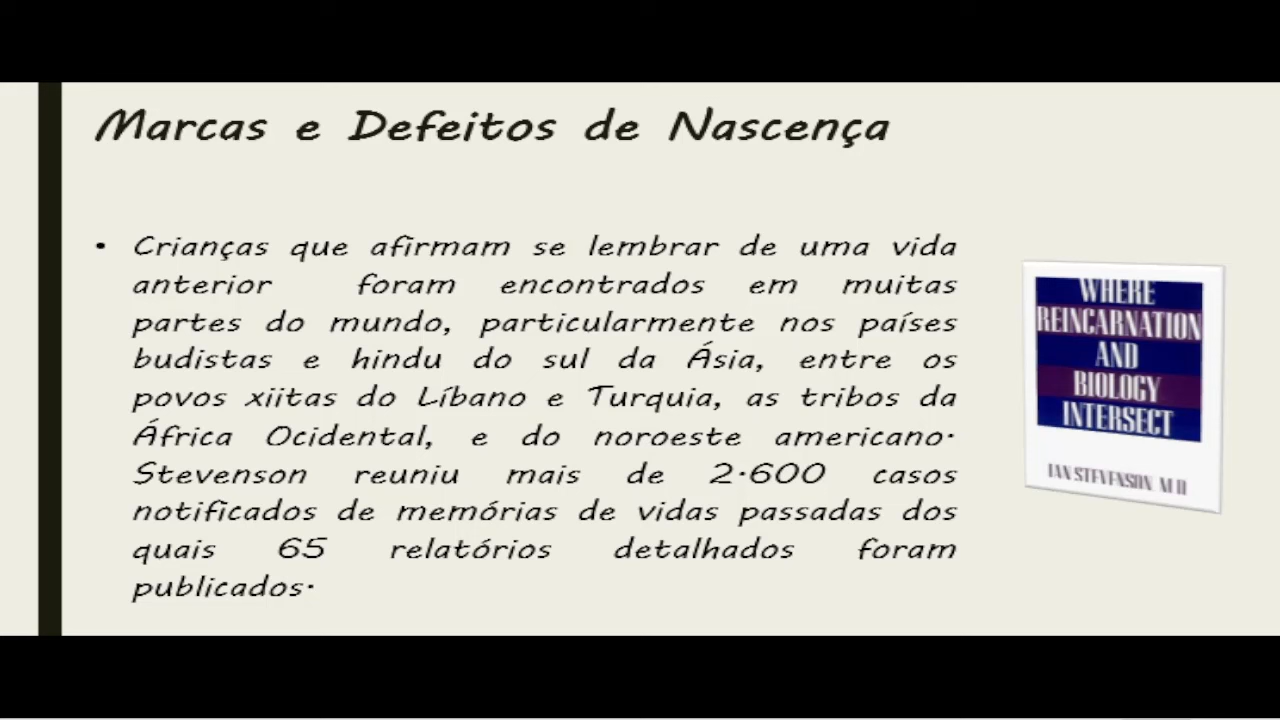 Marcas e Defeitos de Nascença
• Crianças que afirmam se lembrar de uma vida
anterior foram encontrados em muitas
partes do mundo, particularmente nos países
budistas e hindu do sul da Ásia, entre os
povos xiitas do Líbano e Turquia, as tribos da
África Ocidental, e do noroeste americano.
Stevenson reuniu mais de 2.600 casos
notificados de memórias de vidas passadas dos
quais 65 relatórios detalhados foram
publicados.
WHERE
REINCARNATION
AND
BIOLOGY
INTERSECT
IAN STEVENSON M D